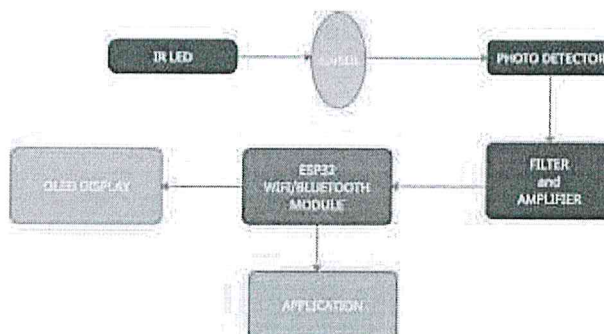 IR LED
PHOTO DETECTOR
OLED DISPLAY
ESP32
WIFI/BLUETOOTH
MODULE
FILTER
and
AMPLIFIER
APPLICATION